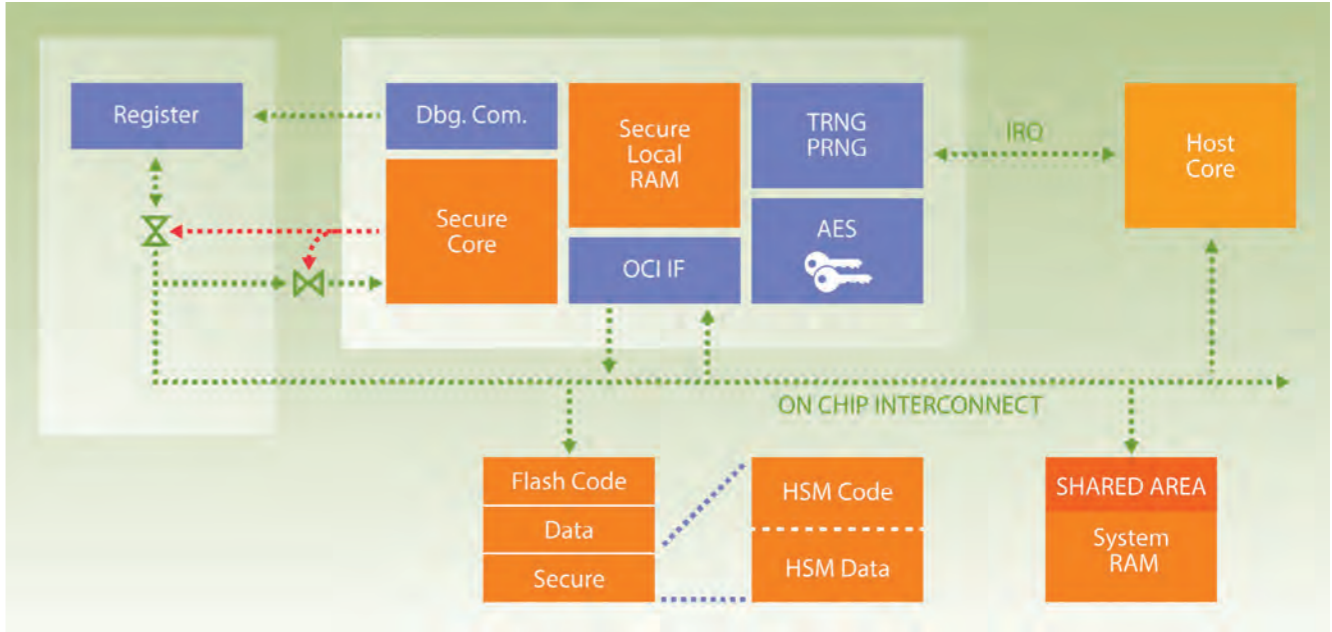 Register
Dbg. Com.
Secure
Local
RAM
TRNG
PRNG
IRQ
Host
Core
Secure
Core
OCI IF
AES
ON CHIP INTERCONNECT
Flash Code
Data
Secure
HSM Code
HSM Data
SHARED AREA
System
RAM